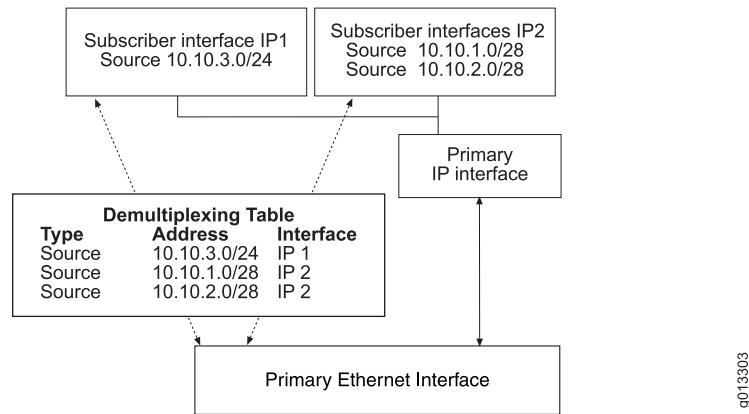 Subscriber interface IP1
Source 10.10.3.0/24
Subscriber interfaces IP2
Source 10.10.1.0/28
Source 10.10.2.0/28
Primary
IP interface
Demultiplexing Table
Type Address Interface
Source 10.10.3.0/24 IP 1
Source 10.10.1.0/28 IP 2
Source 10.10.2.0/28 IP 2
Primary Ethernet Interface
g013303